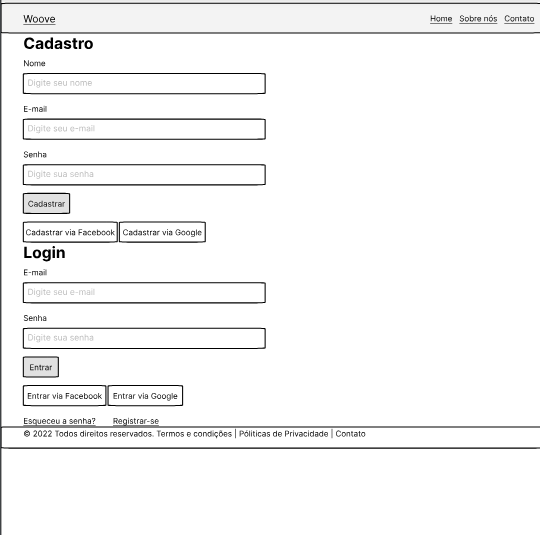 Woove Home Sobre nós Contato
Cadastro
Nome
Digite seu nome
E-mail
Digite seu e-mail
Senha
Digite sua senha
Cadastrar
Cadastrar via Facebook Cadastrar via Google
Login
E-mail
Digite seu e-mail
Senha
Digite sua senha
Entrar
Entrar via Facebook Entrar via Google
Esqueceu a senha? Registrar-se
© 2022 Todos direitos reservados. Termos e condições | Póliticas de Privacidade | Contato